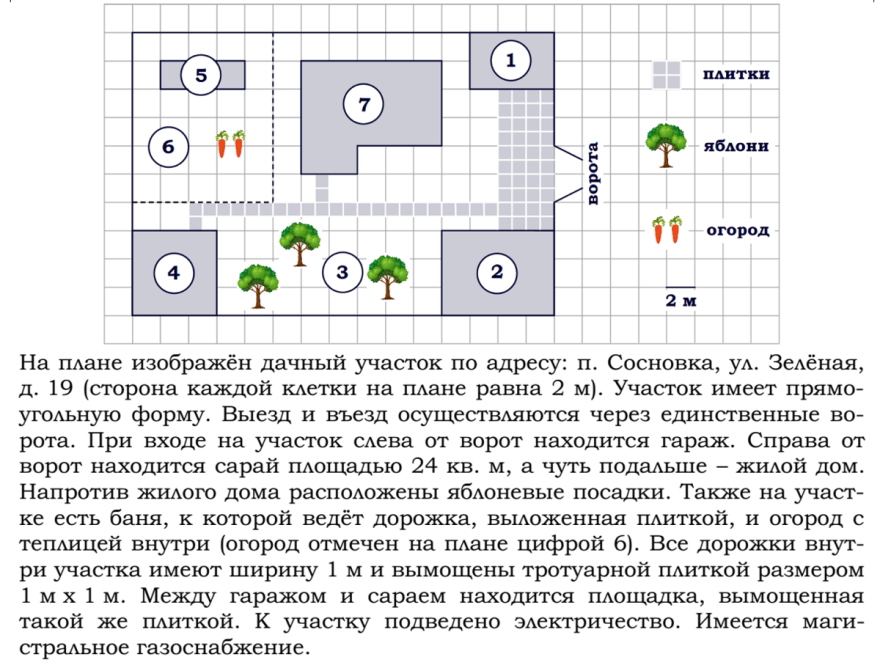 1
5
7
плитки
6
яблони
ворота
огород
4
3
2
2 м
На плане изображён дачный участок по адресу: п. Сосновка, ул. Зелёная,
д. 19 (сторона каждой клетки на плане равна 2 м). Участок имеет прямо-
угольную форму. Выезд и въезд осуществляются через единственные во-
рота. При входе на участок слева от ворот находится гараж. Справа от
ворот находится сарай площадью 24 кв. м, а чуть подальше – жилой дом.
Напротив жилого дома расположены яблоневые посадки. Также на участ-
ке есть баня, к которой ведёт дорожка, выложенная плиткой, и огород с
теплицей внутри (огород отмечен на плане цифрой 6). Все дорожки внут-
ри участка имеют ширину 1 м и вымощены тротуарной плиткой размером
1 м х 1 м. Между гаражом и сараем находится площадка, вымощенная
такой же плиткой. К участку подведено электричество. Имеется маги-
стральное газоснабжение.